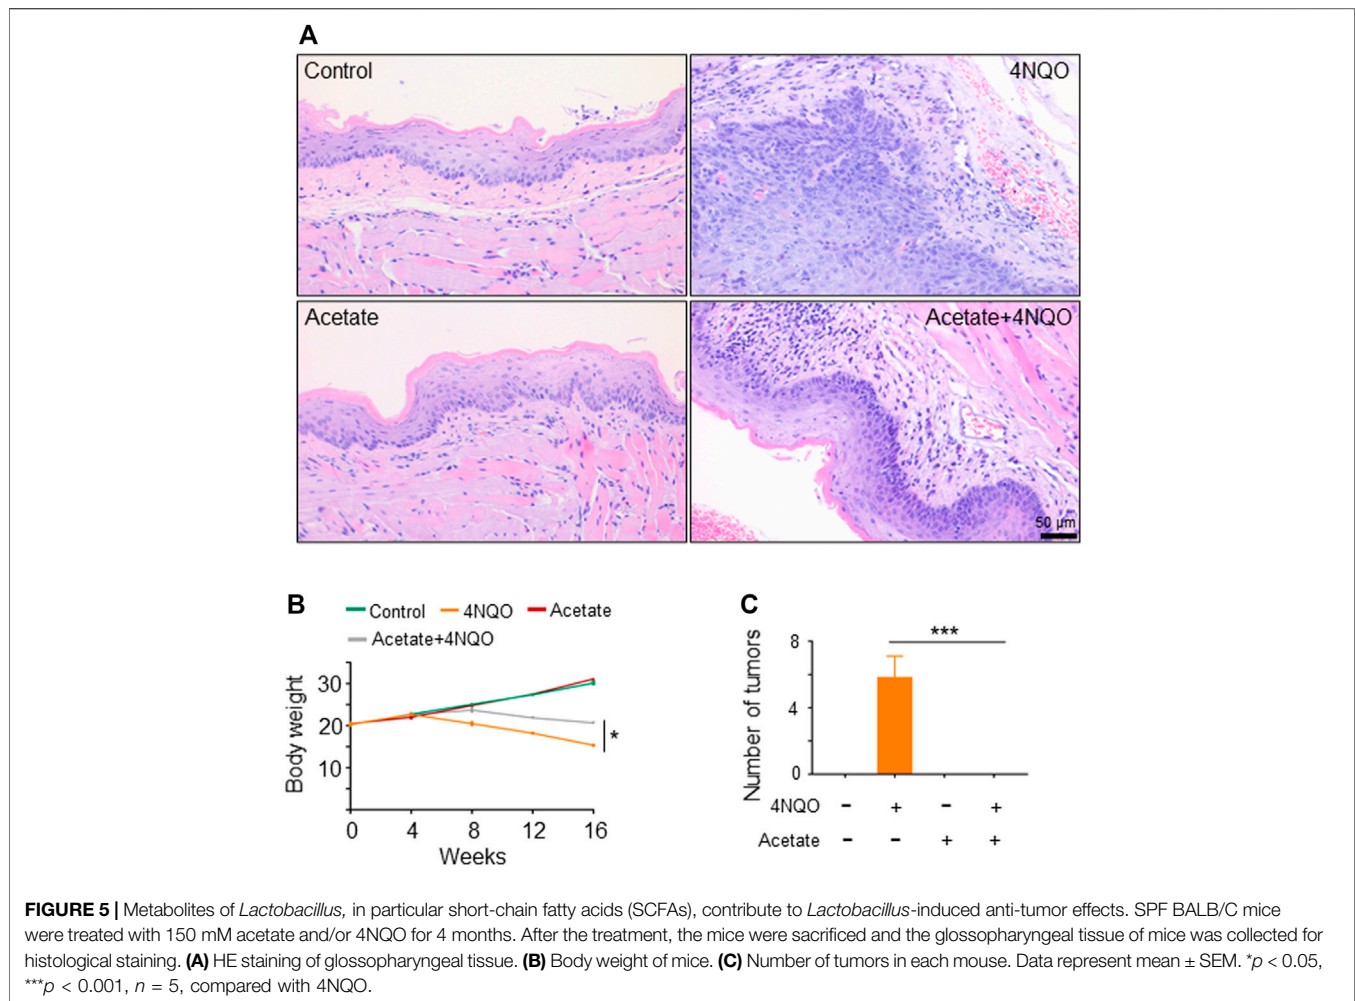 A
Control
4NQO
Acetate
Acetate+4NQO
50 μm
B
Control 4NQO Acetate
Acetate+4NQO
Body weight
30
20
10
*
0 4 8 12 16
Weeks
C
***
Number of tumors
8
4
0
4NQO - + - +
Acetate - - + +
FIGURE 5 | Metabolites of Lactobacillus, in particular short-chain fatty acids (SCFAs), contribute to Lactobacillus-induced anti-tumor effects. SPF BALB/C mice
were treated with 150 mM acetate and/or 4NQO for 4 months. After the treatment, the mice were sacrificed and the glossopharyngeal tissue of mice was collected for
histological staining. (A) HE staining of glossopharyngeal tissue. (B) Body weight of mice. (C) Number of tumors in each mouse. Data represent mean ± SEM. *p < 0.05,
***p < 0.001, n = 5, compared with 4NQO.